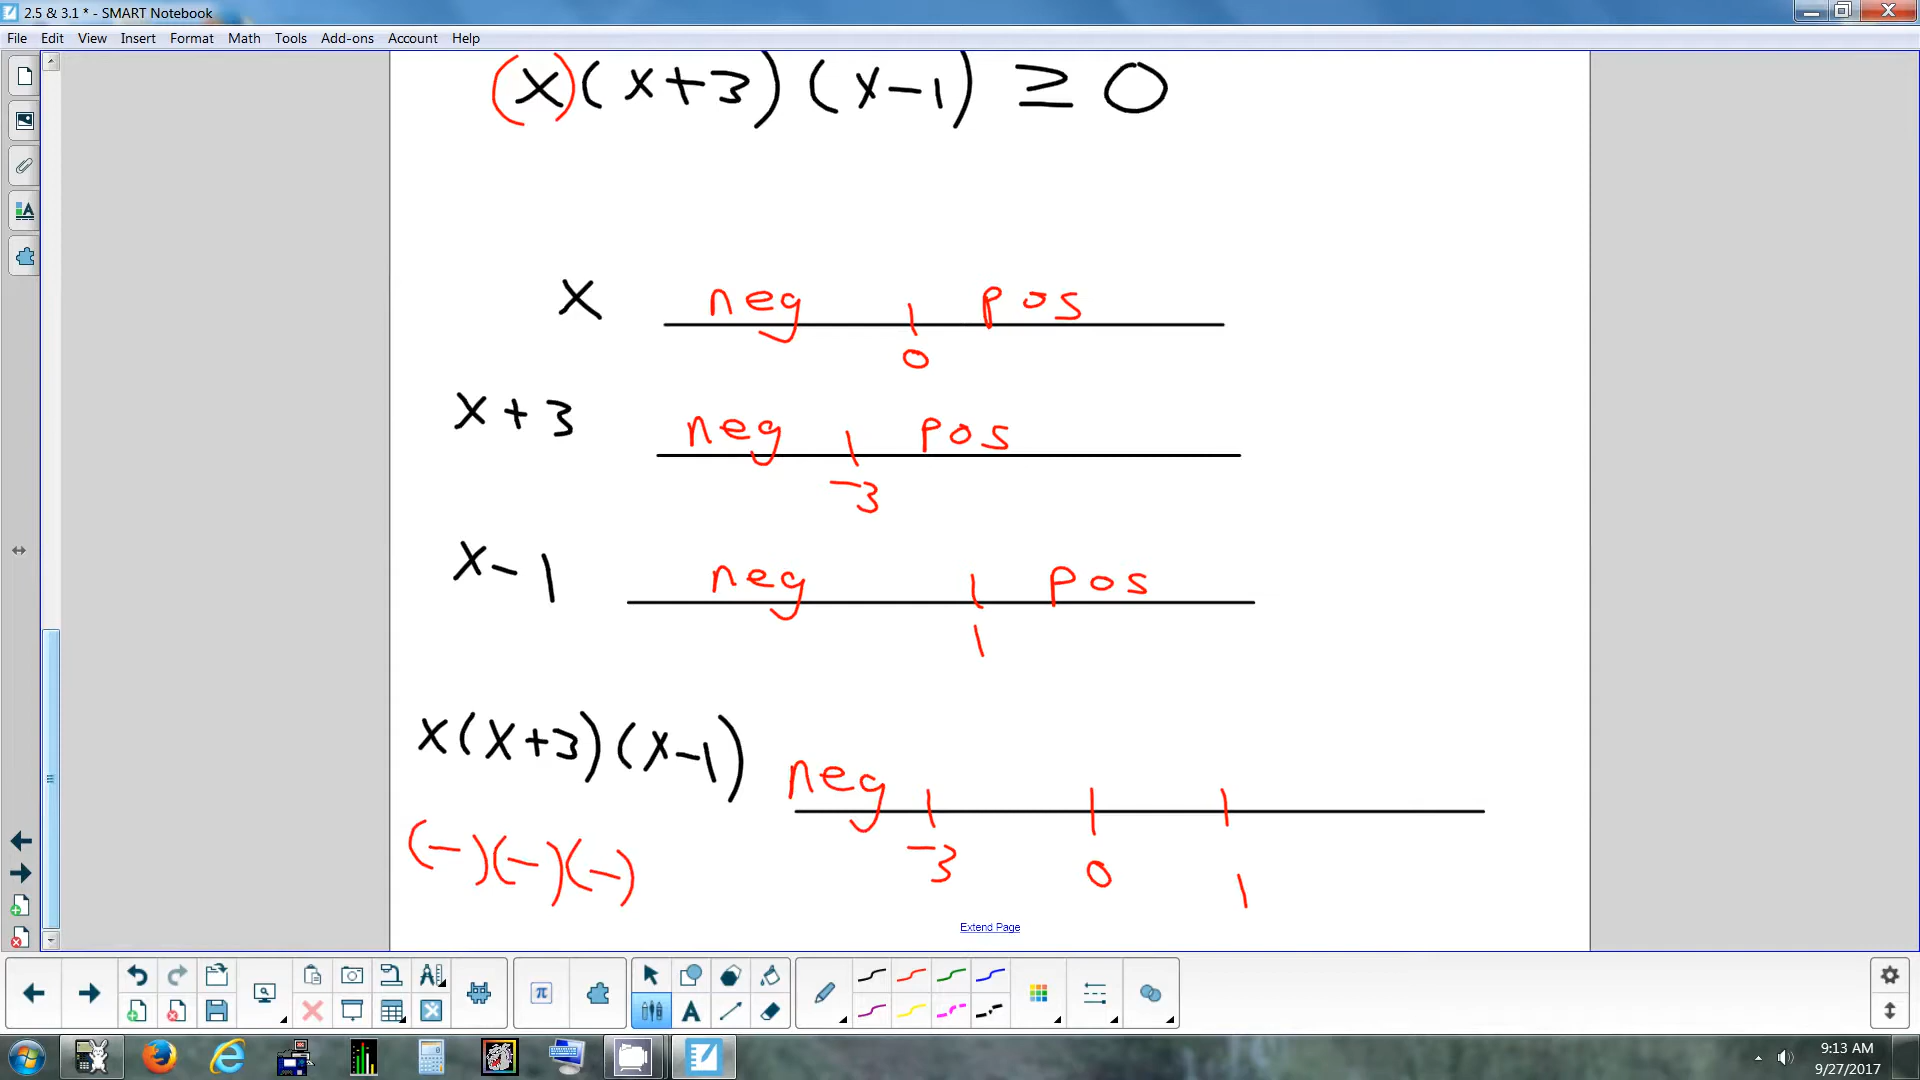 2.5 & 3.1 * - SMART Notebook
File Edit View Insert Format Math Tools Add-ons Account Help
(x)(x+3)(x-1) ≥ 0
x neg pos
0
x+3 neg pos
-3
x-1 neg pos
1
x(x+3)(x-1) neg
-3 0 1
(-)(-)(-)
Extend Page
π
A
9:13 AM
9/27/2017